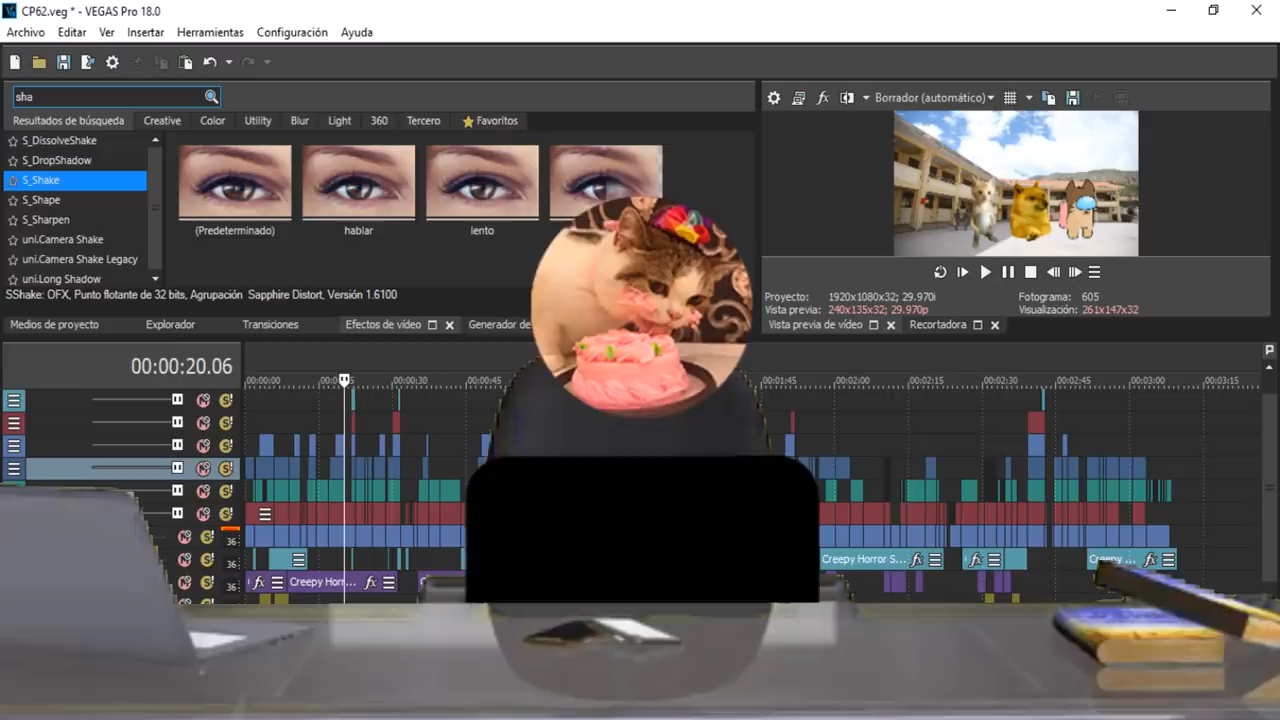 CP62.veg * - VEGAS Pro 18.0
Archivo Editar Ver Insertar Herramientas Configuración Ayuda
sha
Resultados de búsqueda Creative Color Utility Blur Light 360 Tercero Favoritos
S_DissolveShake
S_DropShadow
S_Shake
S_Shape
S_Sharpen
uni.Camera Shake
uni.Camera Shake Legacy
uni.Long Shadow
(Predeterminado) hablar lento
SShake: OFX, Punto flotante de 32 bits, Agrupación Sapphire Distort, Versión 1.6100
Medios de proyecto Explorador Transiciones Efectos de vídeo Generador de
Borrador (automático)
Proyecto: 1920x1080x32; 29.970i Fotograma: 605
Vista previa: 240x135x32; 29.970p Visualización: 261x147x32
Vista previa de vídeo Recortadora
00:00:20.06
00:00:00 00:00:30 00:00:45 00:01:45 00:02:00 00:02:15 00:02:30 00:02:45 00:03:00 00:03:15
36
36
36
Creepy Horror S... Creepy ...
Creepy Horr...